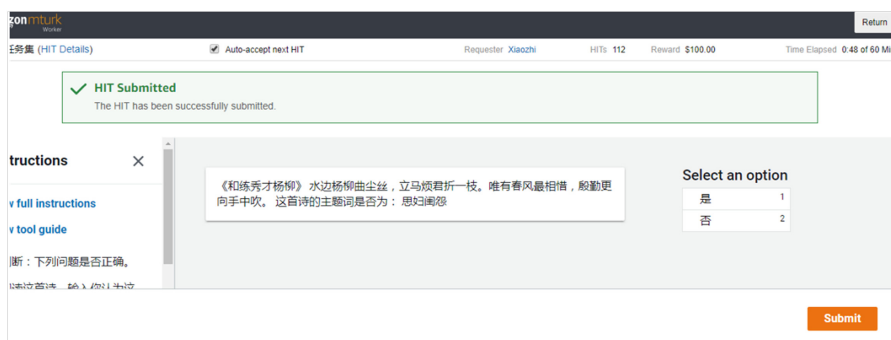 zonmturk
Worker
Return
任务集 (HIT Details)
Auto-accept next HIT
Requester Xiaozhi
HITs 112
Reward $100.00
Time Elapsed 0:48 of 60 Mi
HIT Submitted
The HIT has been successfully submitted.
tructions
full instructions
tool guide
断：下列问题是否正确。
《和练秀才杨柳》 水边杨柳曲尘丝，立马烦君折一枝。唯有春风最相惜，殷勤更
向手中吹。 这首诗的主题词是否为： 思妇闺怨
Select an option
是 1
否 2
Submit